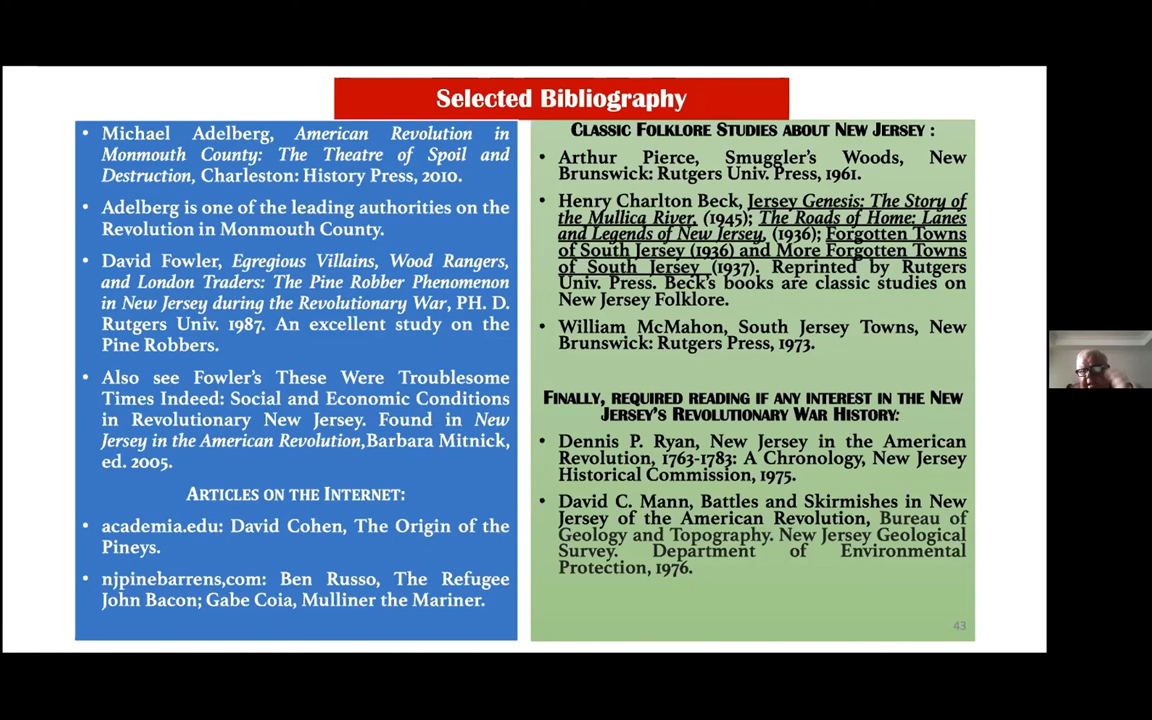 Selected Bibliography
• Michael Adelberg, American Revolution in
Monmouth County: The Theatre of Spoil and
Destruction, Charleston: History Press, 2010.
• Adelberg is one of the leading authorities on the
Revolution in Monmouth County.
• David Fowler, Egregious Villains, Wood Rangers,
and London Traders: The Pine Robber Phenomenon
in New Jersey during the Revolutionary War, PH. D.
Rutgers Univ. 1987. An excellent study on the
Pine Robbers.
• Also see Fowler's These Were Troublesome
Times Indeed: Social and Economic Conditions
in Revolutionary New Jersey. Found in New
Jersey in the American Revolution,Barbara Mitnick,
ed. 2005.
ARTICLES ON THE INTERNET:
• academia.edu: David Cohen, The Origin of the
Pineys.
• njpinebarrens,com: Ben Russo, The Refugee
John Bacon; Gabe Coia, Mulliner the Mariner.
CLASSIC FOLKLORE STUDIES ABOUT NEW JERSEY :
• Arthur Pierce, Smuggler's Woods, New
Brunswick: Rutgers Univ. Press, 1961.
• Henry Charlton Beck, Jersey Genesis: The Story of
the Mullica River, (1945); The Roads of Home: Lanes
and Legends of New Jersey, (1936); Forgotten Towns
of South Jersey (1936) and More Forgotten Towns
of South Jersey (1937). Reprinted by Rutgers
Univ. Press. Beck's books are classic studies on
New Jersey Folklore.
• William McMahon, South Jersey Towns, New
Brunswick: Rutgers Press, 1973.
FINALLY, REQUIRED READING IF ANY INTEREST IN THE NEW
JERSEY'S REVOLUTIONARY WAR HISTORY:
• Dennis P. Ryan, New Jersey in the American
Revolution, 1763-1783: A Chronology, New Jersey
Historical Commission, 1975.
• David C. Mann, Battles and Skirmishes in New
Jersey of the American Revolution, Bureau of
Geology and Topography. New Jersey Geological
Survey. Department of Environmental
Protection, 1976.
43